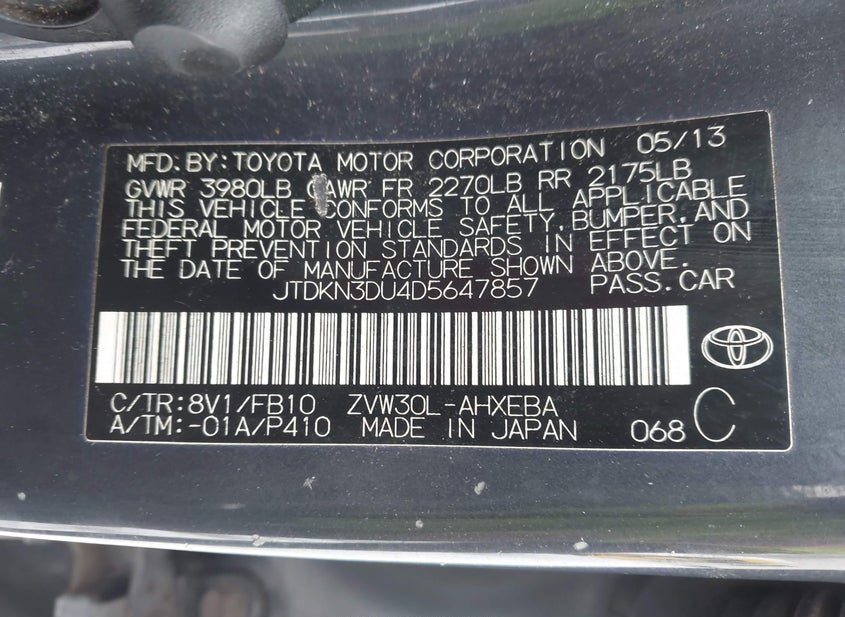 MFD. BY: TOYOTA MOTOR CORPORATION 05/13
GVWR 3980LB GAWR FR 2270LB RR 2175LB
THIS VEHICLE CONFORMS TO ALL APPLICABLE
FEDERAL MOTOR VEHICLE SAFETY, BUMPER, AND
THEFT PREVENTION STANDARDS IN EFFECT ON
THE DATE OF MANUFACTURE SHOWN ABOVE.
JTDKN3DU4D5647857 PASS. CAR
C/TR: 8V1/FB10 ZVW30L-AHXEBA
A/TM: -01A/P410 MADE IN JAPAN 068 C